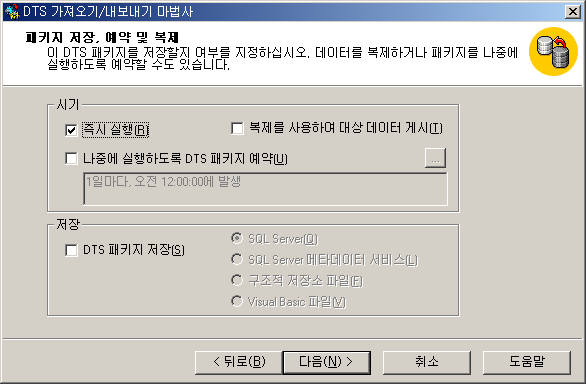 DTS 가져오기/내보내기 마법사
패키지 저장, 예약 및 복제
이 DTS 패키지를 저장할지 여부를 지정하십시오. 데이터를 복제하거나 패키지를 나중에
실행하도록 예약할 수도 있습니다.
시기
즉시 실행(R)
복제를 사용하여 대상 데이터 게시(T)
나중에 실행하도록 DTS 패키지 예약(U)
...
1일마다, 오전 12:00:00에 발생
저장
DTS 패키지 저장(S)
SQL Server(Q)
SQL Server 메타데이터 서비스(L)
구조적 저장소 파일(F)
Visual Basic 파일(V)
< 뒤로(B)
다음(N) >
취소
도움말